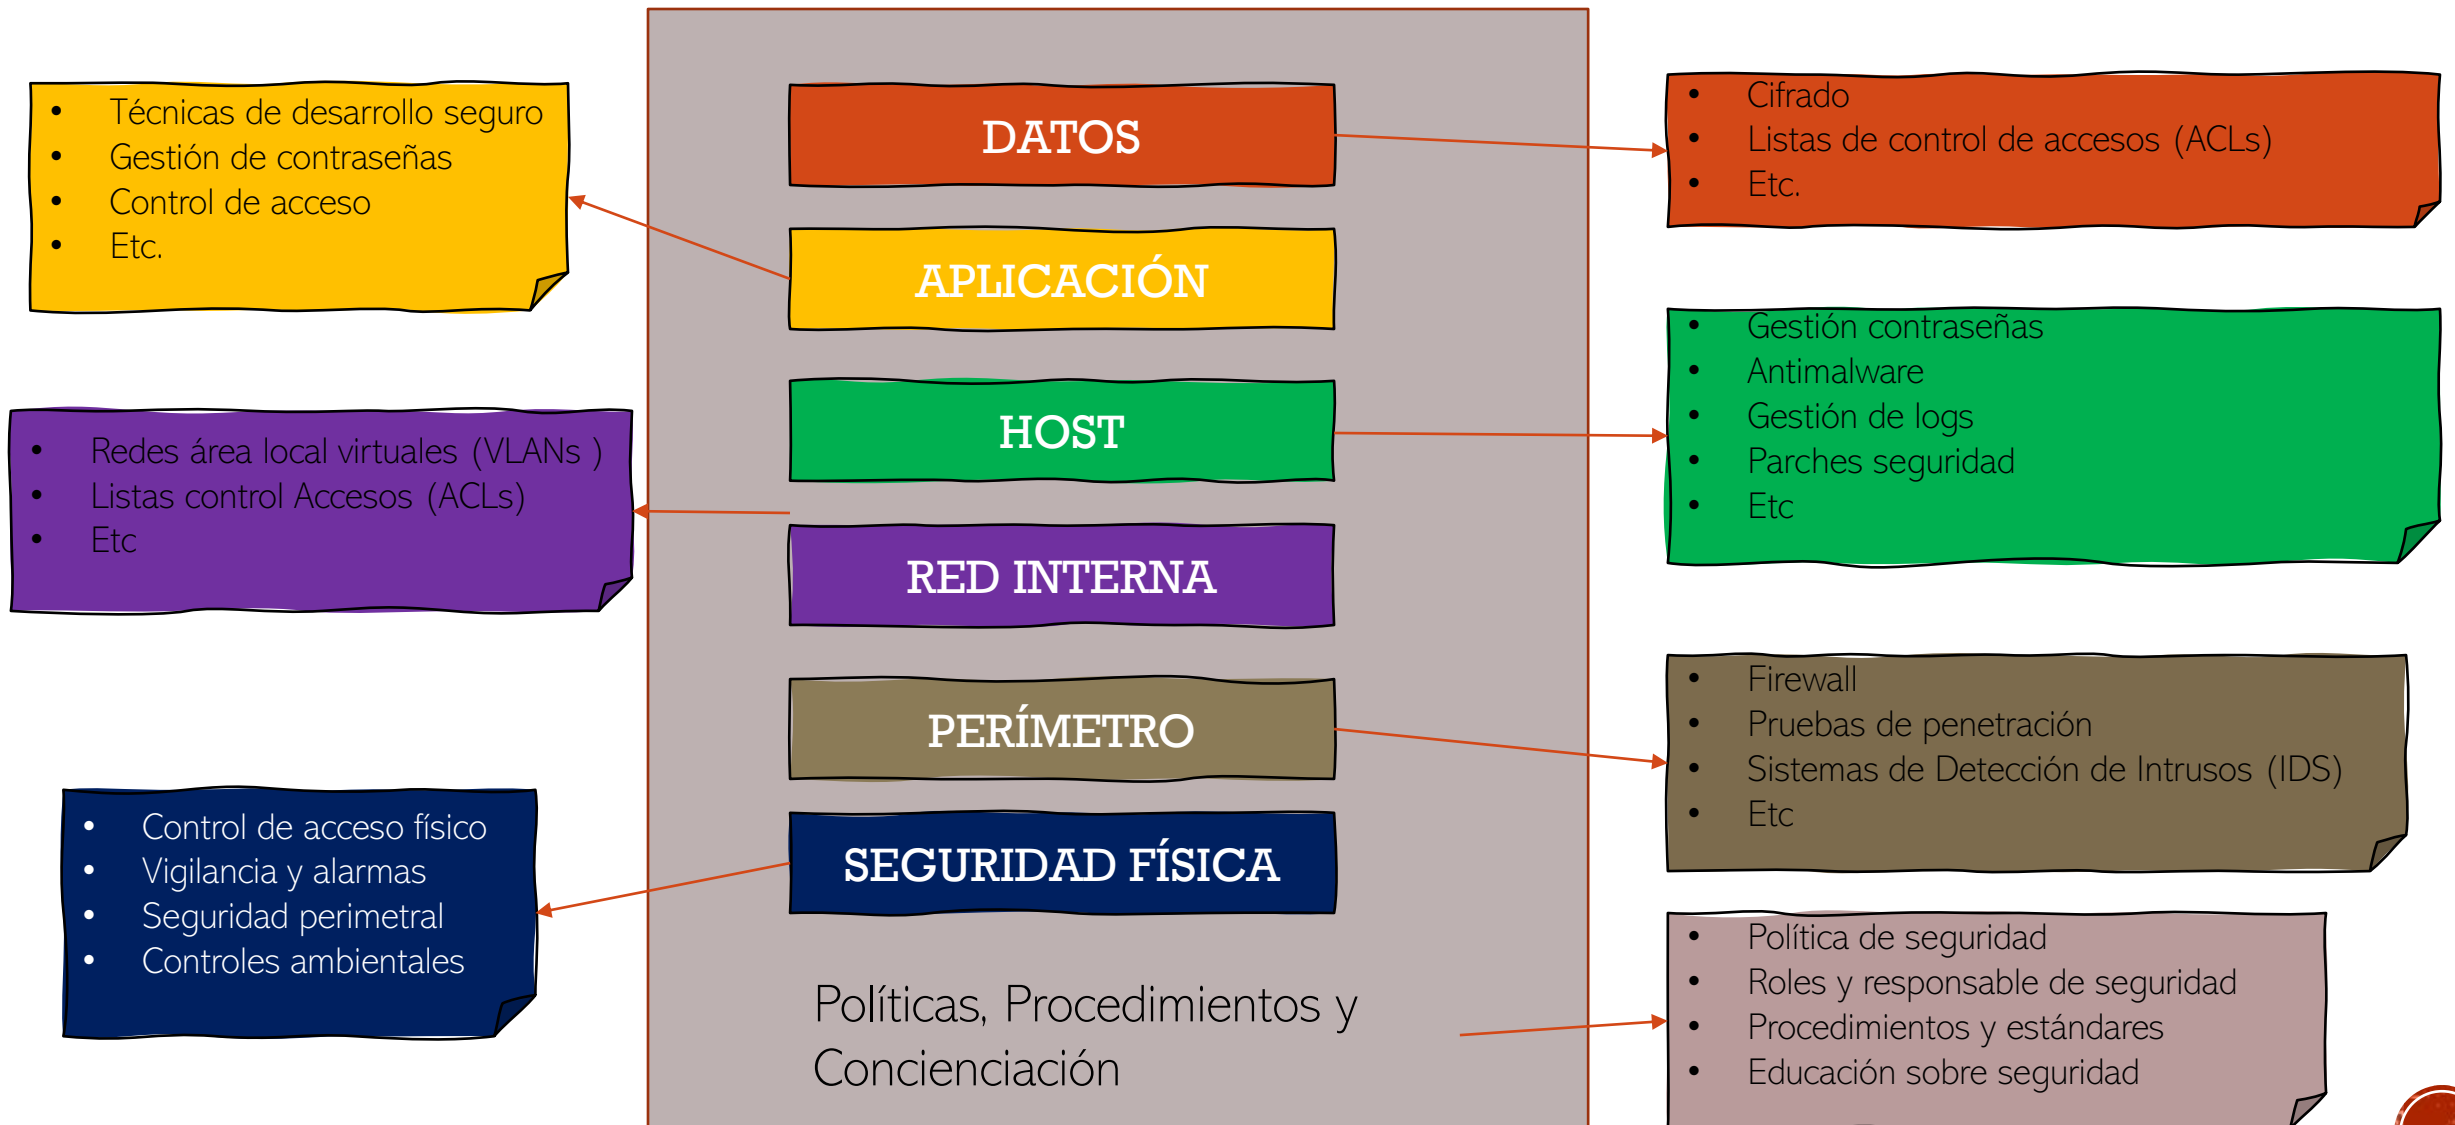 DATOS
• Cifrado
• Listas de control de accesos (ACLs)
• Etc.
APLICACIÓN
• Técnicas de desarrollo seguro
• Gestión de contraseñas
• Control de acceso
• Etc.
HOST
• Gestión contraseñas
• Antimalware
• Gestión de logs
• Parches seguridad
• Etc
RED INTERNA
• Redes área local virtuales (VLANs )
• Listas control Accesos (ACLs)
• Etc
PERÍMETRO
• Firewall
• Pruebas de penetración
• Sistemas de Detección de Intrusos (IDS)
• Etc
SEGURIDAD FÍSICA
• Control de acceso físico
• Vigilancia y alarmas
• Seguridad perimetral
• Controles ambientales
Políticas, Procedimientos y
Concienciación
• Política de seguridad
• Roles y responsable de seguridad
• Procedimientos y estándares
• Educación sobre seguridad